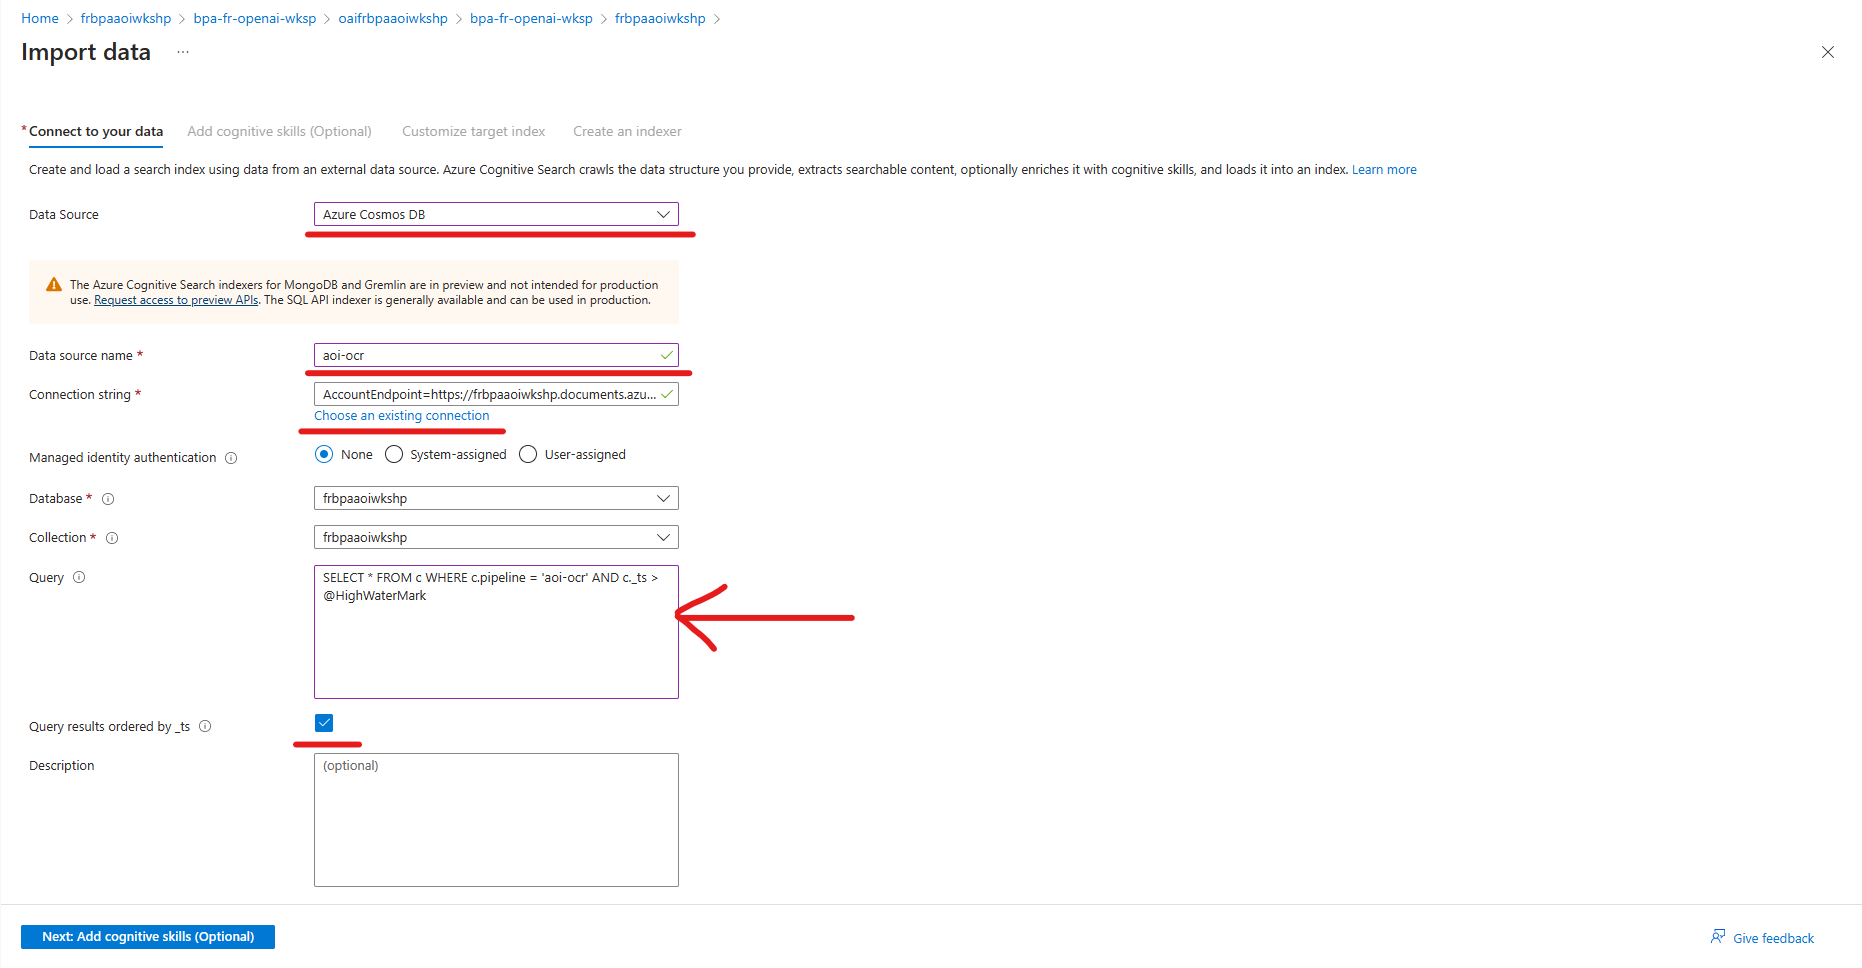 Home > frbpaaoiwkshp > bpa-fr-openai-wksp > oaifrbpaaoiwkshp > bpa-fr-openai-wksp > frbpaaoiwkshp >
Import data ...
* Connect to your data Add cognitive skills (Optional) Customize target index Create an indexer
Create and load a search index using data from an external data source. Azure Cognitive Search crawls the data structure you provide, extracts searchable content, optionally enriches it with cognitive skills, and loads it into an index. Learn more
Data Source Azure Cosmos DB
The Azure Cognitive Search indexers for MongoDB and Gremlin are in preview and not intended for production
use. Request access to preview APIs. The SQL API indexer is generally available and can be used in production.
Data source name * aoi-ocr
Connection string * AccountEndpoint=https://frbpaaoiwkshp.documents.azu...
Choose an existing connection
Managed identity authentication None System-assigned User-assigned
Database * frbpaaoiwkshp
Collection * frbpaaoiwkshp
Query SELECT * FROM c WHERE c.pipeline = 'aoi-ocr' AND c._ts >
@HighWaterMark
Query results ordered by _ts
Description (optional)
Next: Add cognitive skills (Optional) Give feedback